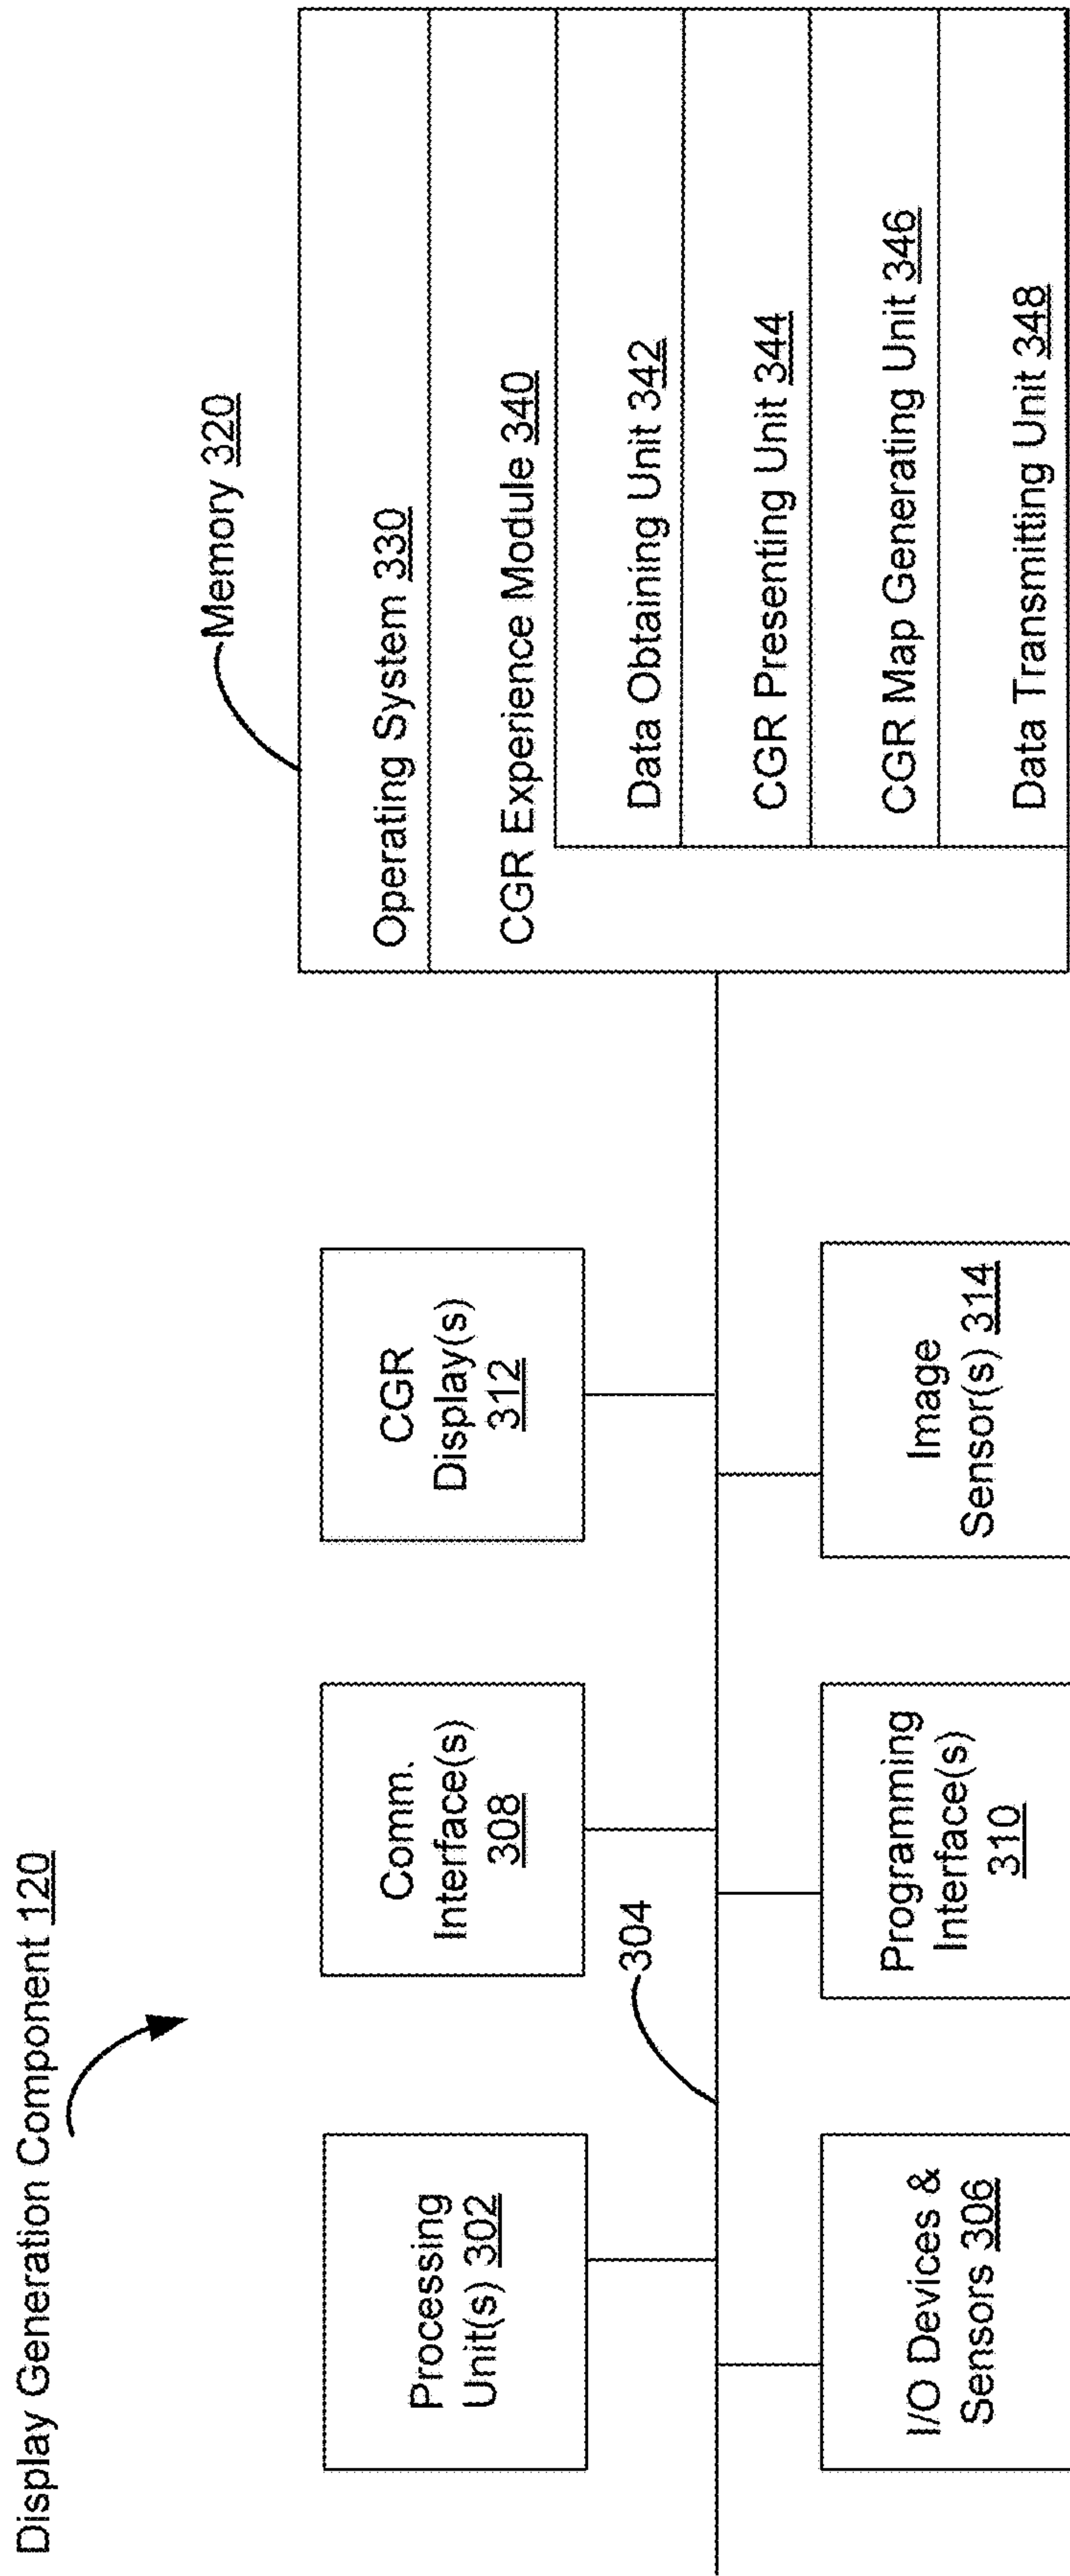 Display Generation Component 120
Processing
Unit(s) 302
Comm.
Interface(s)
308
CGR
Display(s)
312
304
I/O Devices &
Sensors 306
Programming
Interface(s)
310
Image
Sensor(s) 314
Memory 320
Operating System 330
CGR Experience Module 340
Data Obtaining Unit 342
CGR Presenting Unit 344
CGR Map Generating Unit 346
Data Transmitting Unit 348